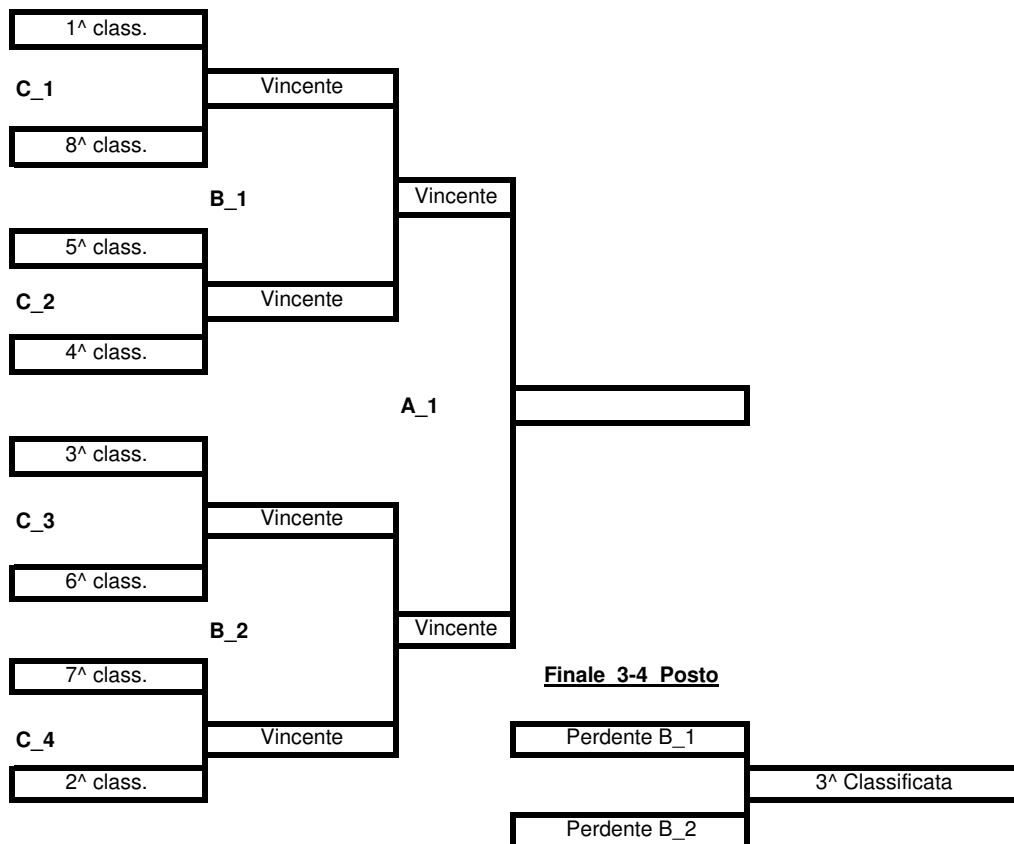 1^ class.
C_1
Vincente
8^ class.
B_1
Vincente
5^ class.
C_2
Vincente
4^ class.
A_1
3^ class.
C_3
Vincente
6^ class.
B_2
Vincente
7^ class.
Finale 3-4 Posto
C_4
Vincente
Perdente B_1
2^ class.
3^ Classificata
Perdente B_2